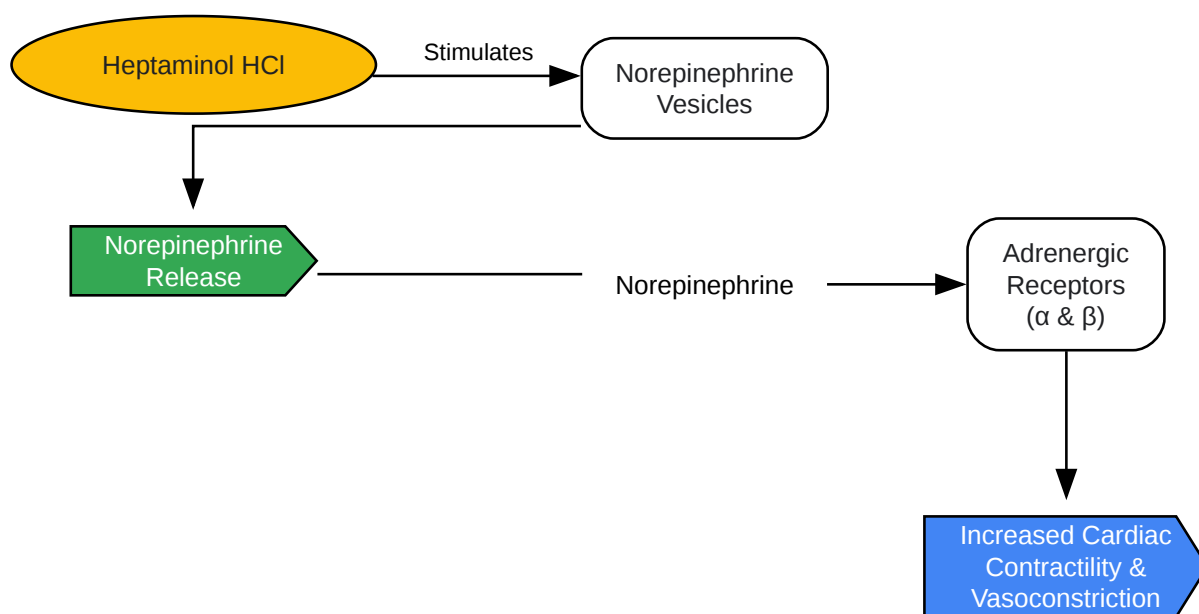 Heptaminol HCl
Stimulates
Norepinephrine
Vesicles
Norepinephrine
Release
Norepinephrine
Adrenergic
Receptors
(α & β)
Increased Cardiac
Contractility &
Vasoconstriction